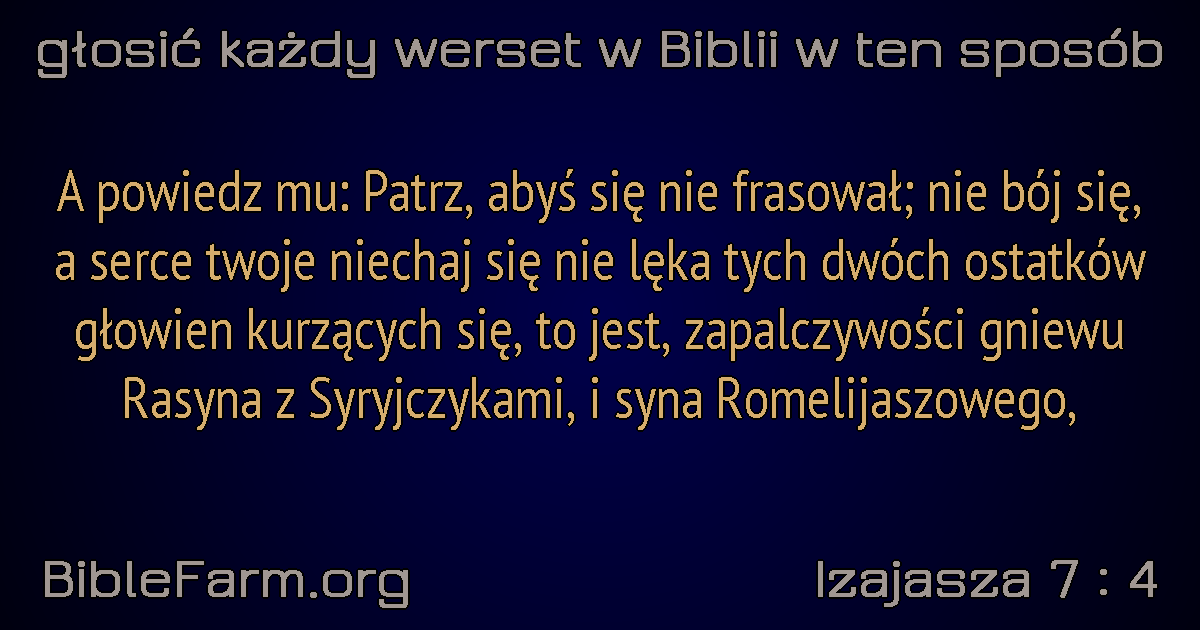 głosić każdy werset w Biblii w ten sposób
A powiedz mu: Patrz, abyś się nie frasował; nie bój się,
a serce twoje niechaj się nie lęka tych dwóch ostatków
głowien kurzących się, to jest, zapalczywości gniewu
Rasyna z Syryjczykami, i syna Romelijaszowego,
BibleFarm.org
Izajasza 7 : 4